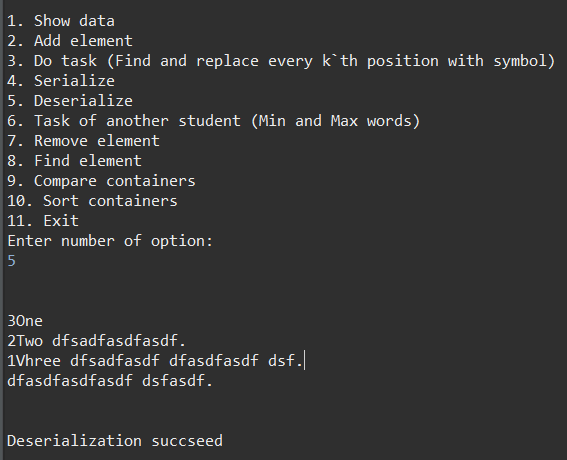 1. Show data
2. Add element
3. Do task (Find and replace every k`th position with symbol)
4. Serialize
5. Deserialize
6. Task of another student (Min and Max words)
7. Remove element
8. Find element
9. Compare containers
10. Sort containers
11. Exit
Enter number of option:
5
3One
2Two dfsadfasdfasdf.
1Vhree dfsadfasdf dfasdfasdf dsf.
dfasdfasdfasdf dsfasdf.
Deserialization succseed